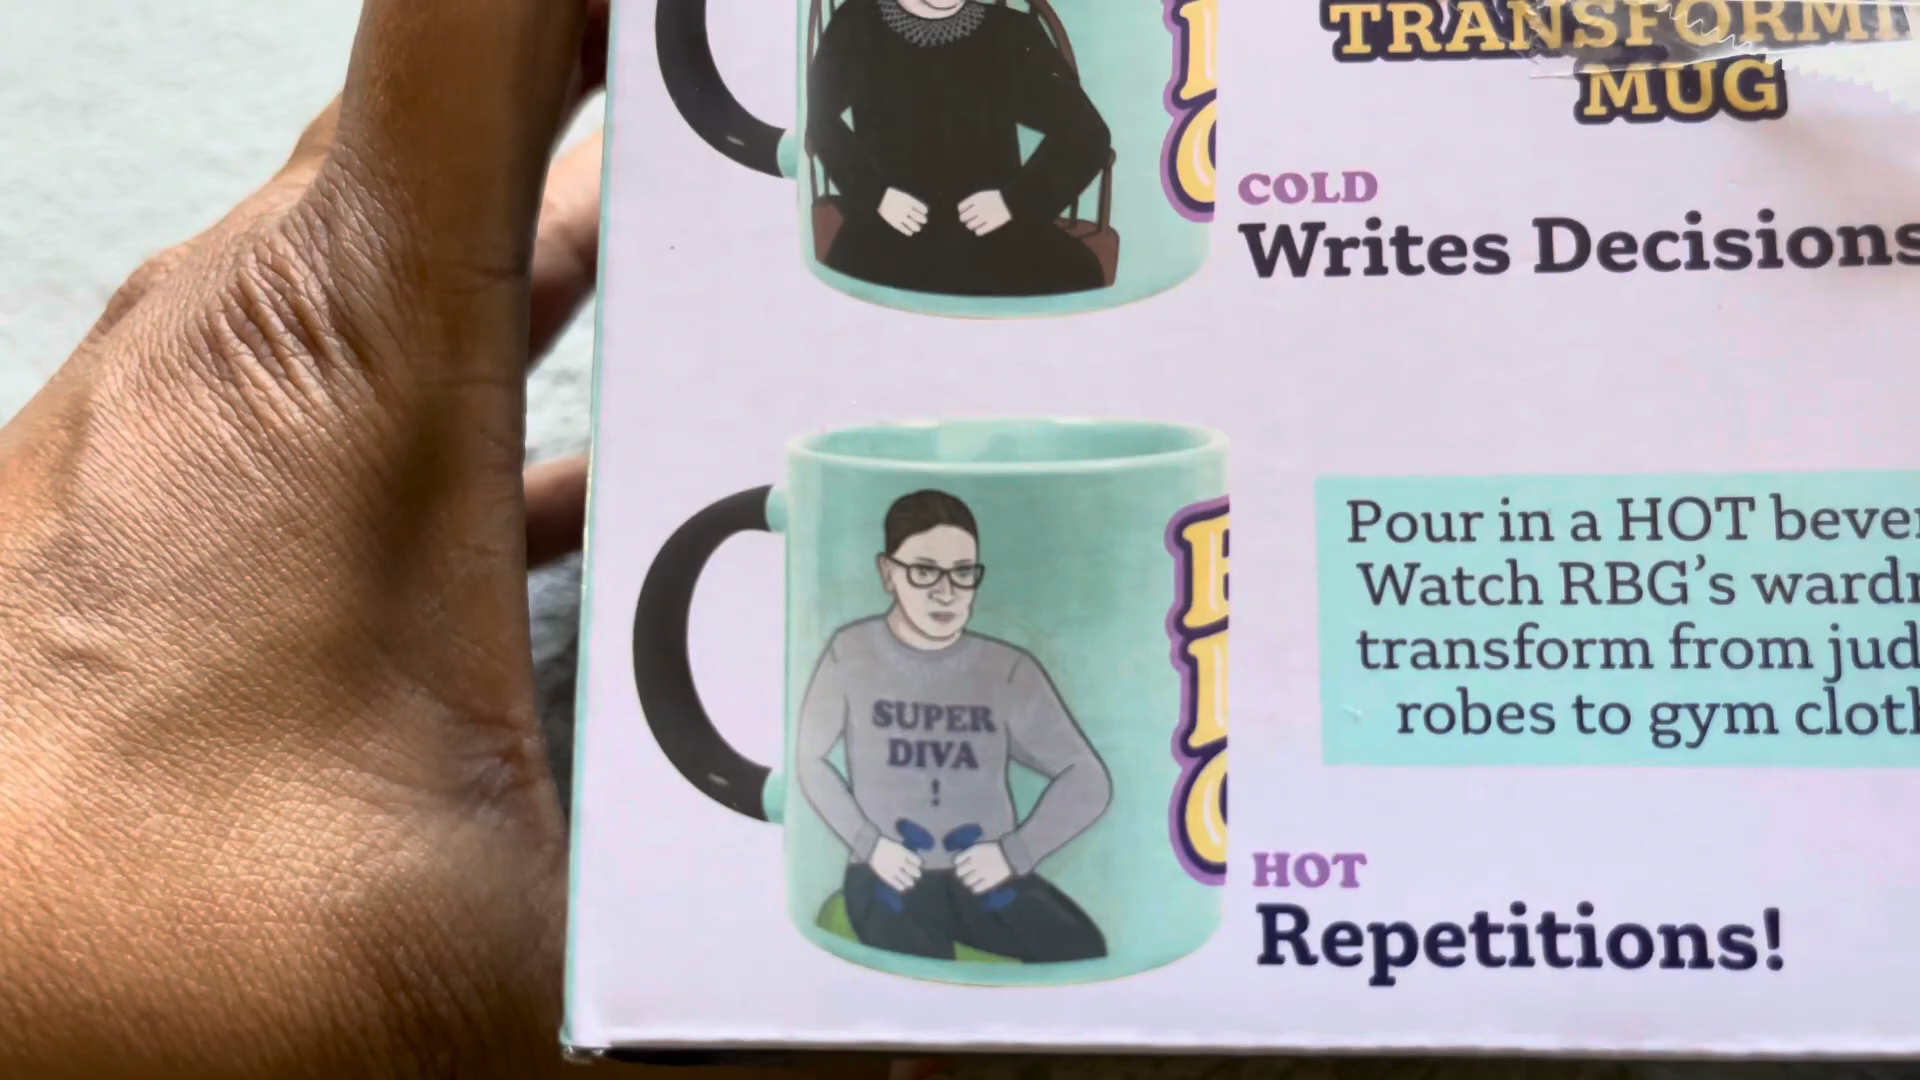 TRANSFORMI
MUG
COLD
Writes Decisions
Pour in a HOT bever
Watch RBG's wardr
transform from jud
robes to gym cloth
SUPER
DIVA
!
HOT
Repetitions!